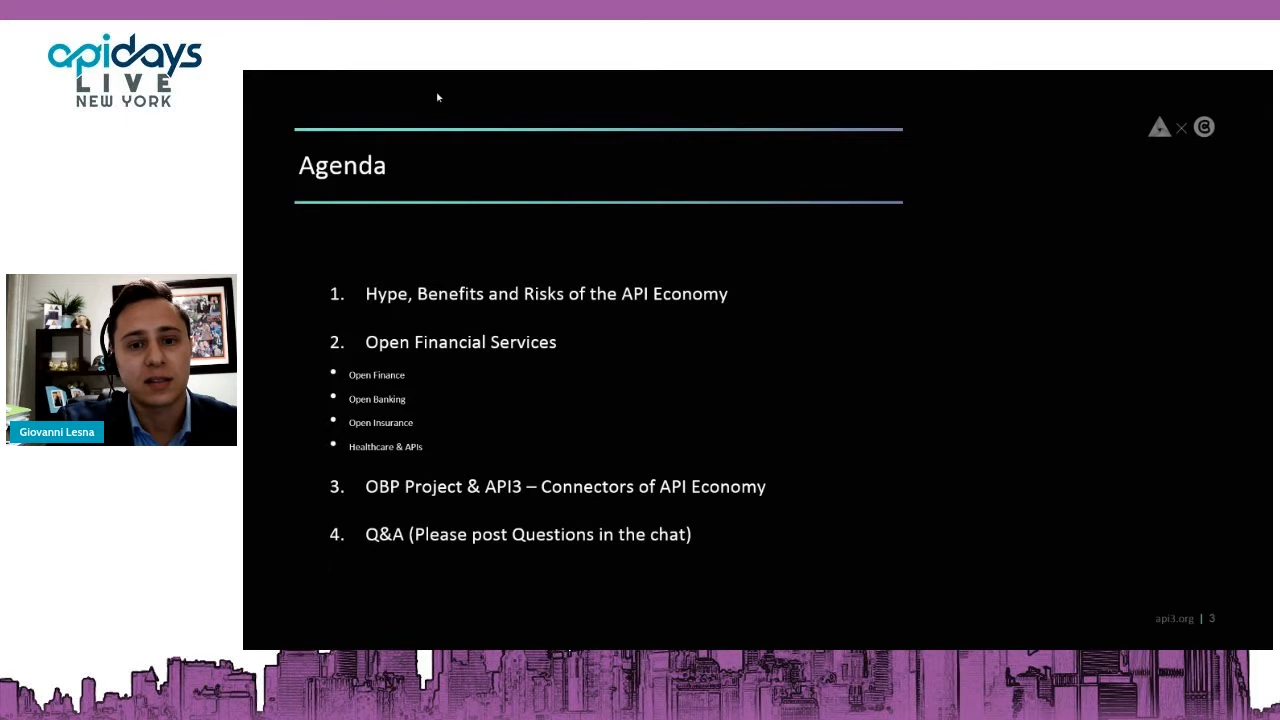 apidays
LIVE
NEW YORK
Agenda
1. Hype, Benefits and Risks of the API Economy
2. Open Financial Services
• Open Finance
• Open Banking
• Open Insurance
• Healthcare & APIs
3. OBP Project & API3 – Connectors of API Economy
4. Q&A (Please post Questions in the chat)
Giovanni Lesna
api3.org | 3